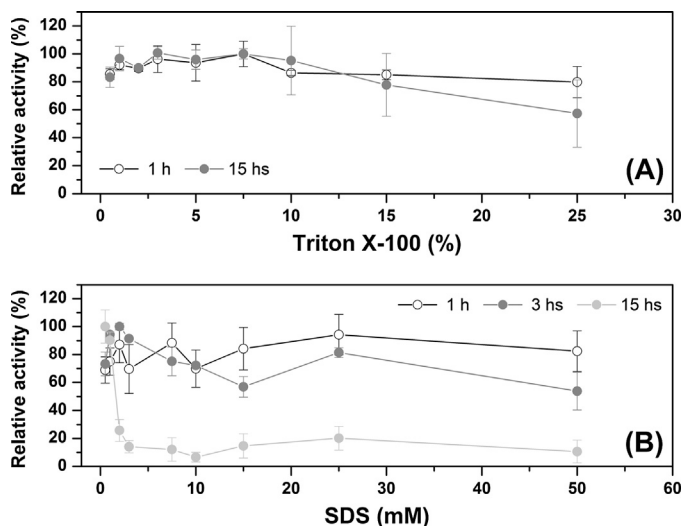 Relative activity (%)
120
100
80
60
40
20
0
1 h
15 hs
(A)
0 5 10 15 20 25 30
Triton X-100 (%)
Relative activity (%)
120
100
80
60
40
20
0
1 h
3 hs
15 hs
(B)
0 10 20 30 40 50 60
SDS (mM)